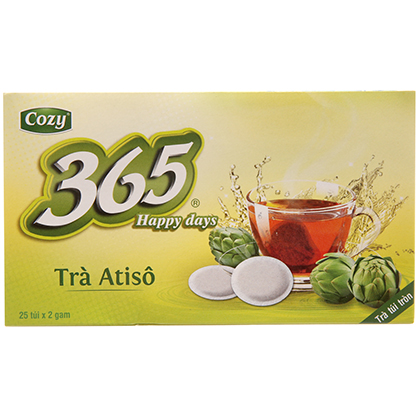 Cozy
365®
Happy days
Trà Atisô
25 túi x 2 gam
Trà túi tròn